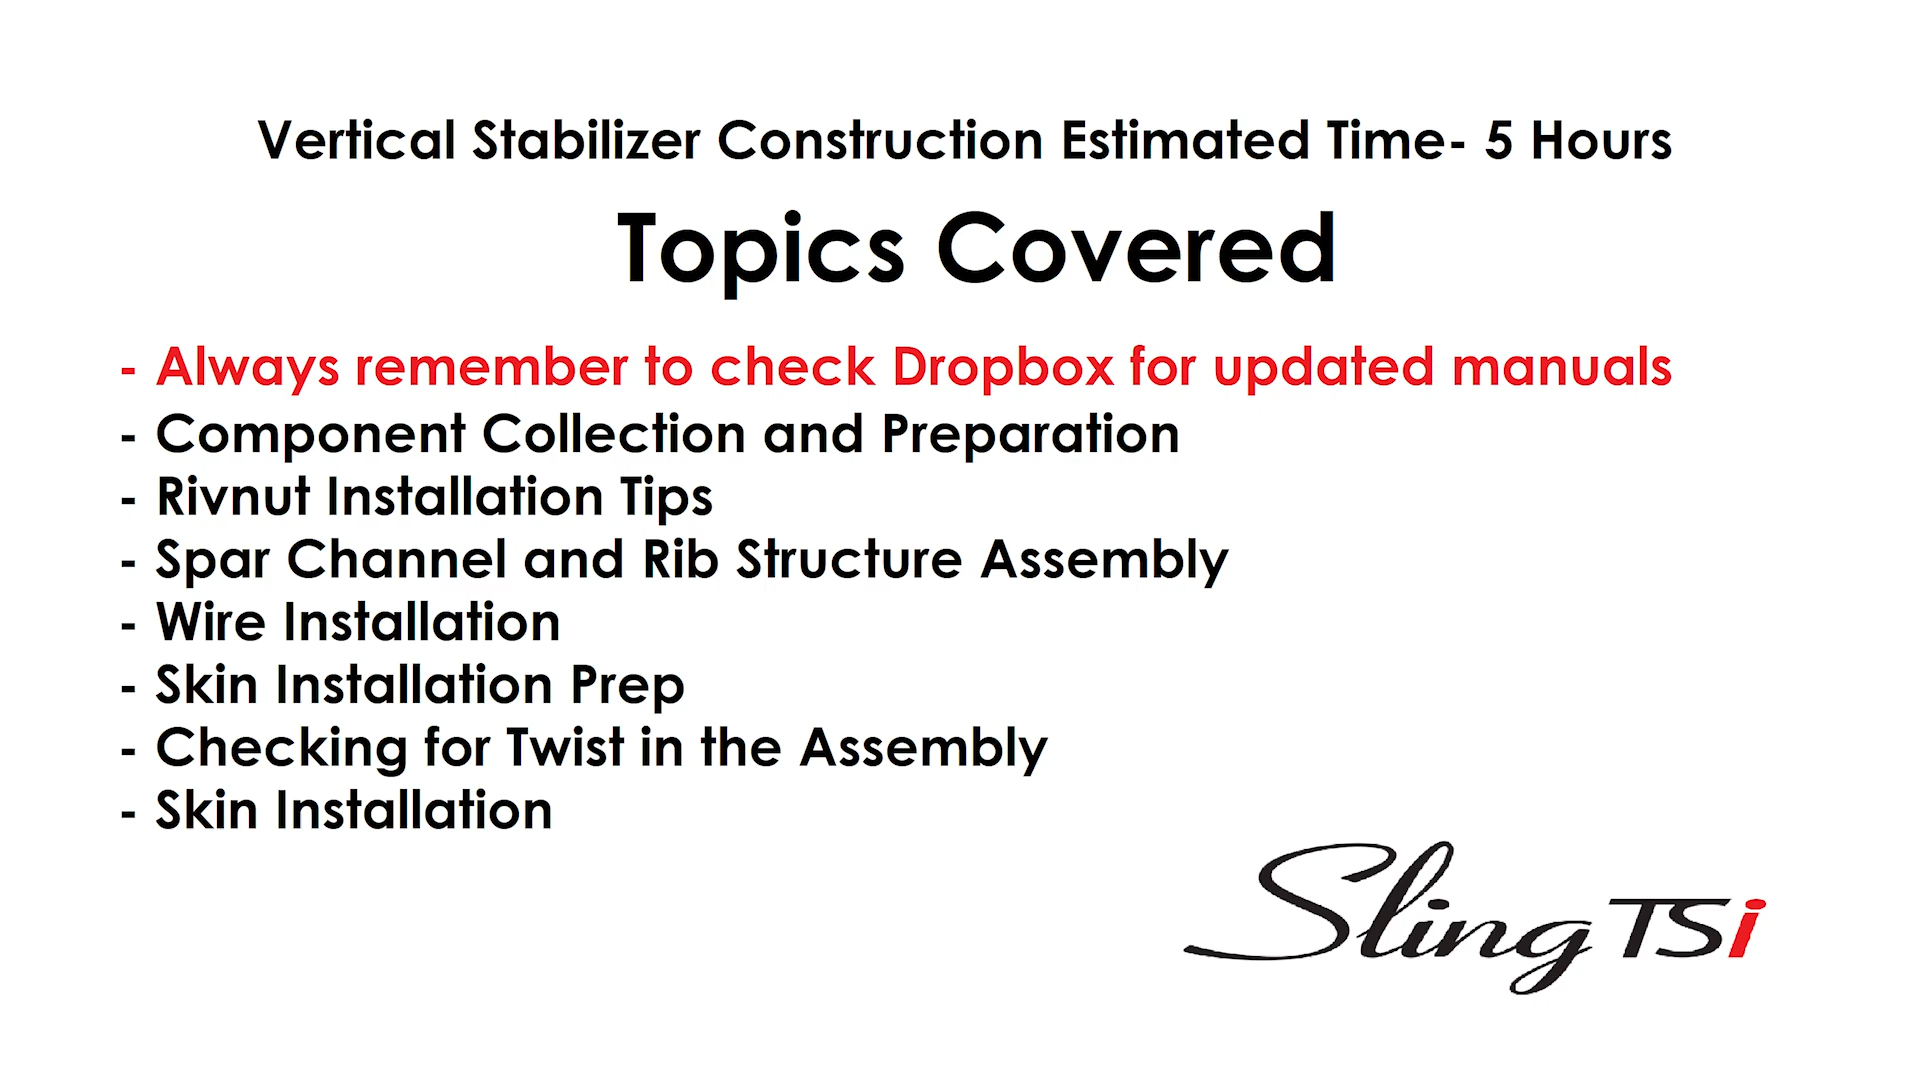 Vertical Stabilizer Construction Estimated Time- 5 Hours
Topics Covered
- Always remember to check Dropbox for updated manuals
- Component Collection and Preparation
- Rivnut Installation Tips
- Spar Channel and Rib Structure Assembly
- Wire Installation
- Skin Installation Prep
- Checking for Twist in the Assembly
- Skin Installation
Sling TSi